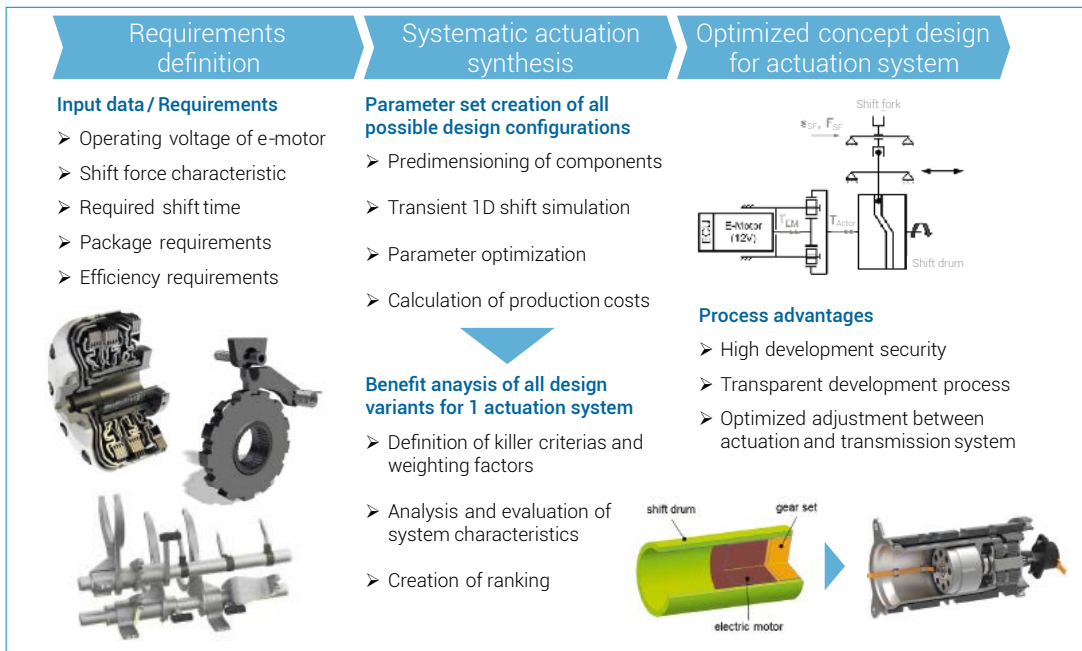 Requirements
definition
Systematic actuation
synthesis
Optimized concept design
for actuation system
Input data / Requirements
➢ Operating voltage of e-motor
➢ Shift force characteristic
➢ Required shift time
➢ Package requirements
➢ Efficiency requirements
Parameter set creation of all
possible design configurations
➢ Predimensioning of components
➢ Transient 1D shift simulation
➢ Parameter optimization
➢ Calculation of production costs
Benefit anaysis of all design
variants for 1 actuation system
➢ Definition of killer criterias and
weighting factors
➢ Analysis and evaluation of
system characteristics
➢ Creation of ranking
Shift fork
SF, FSF
ECU
E-Motor
(12V)
TEM
TActor
Shift drum
Process advantages
➢ High development security
➢ Transparent development process
➢ Optimized adjustment between
actuation and transmission system
shift drum
gear set
electric motor